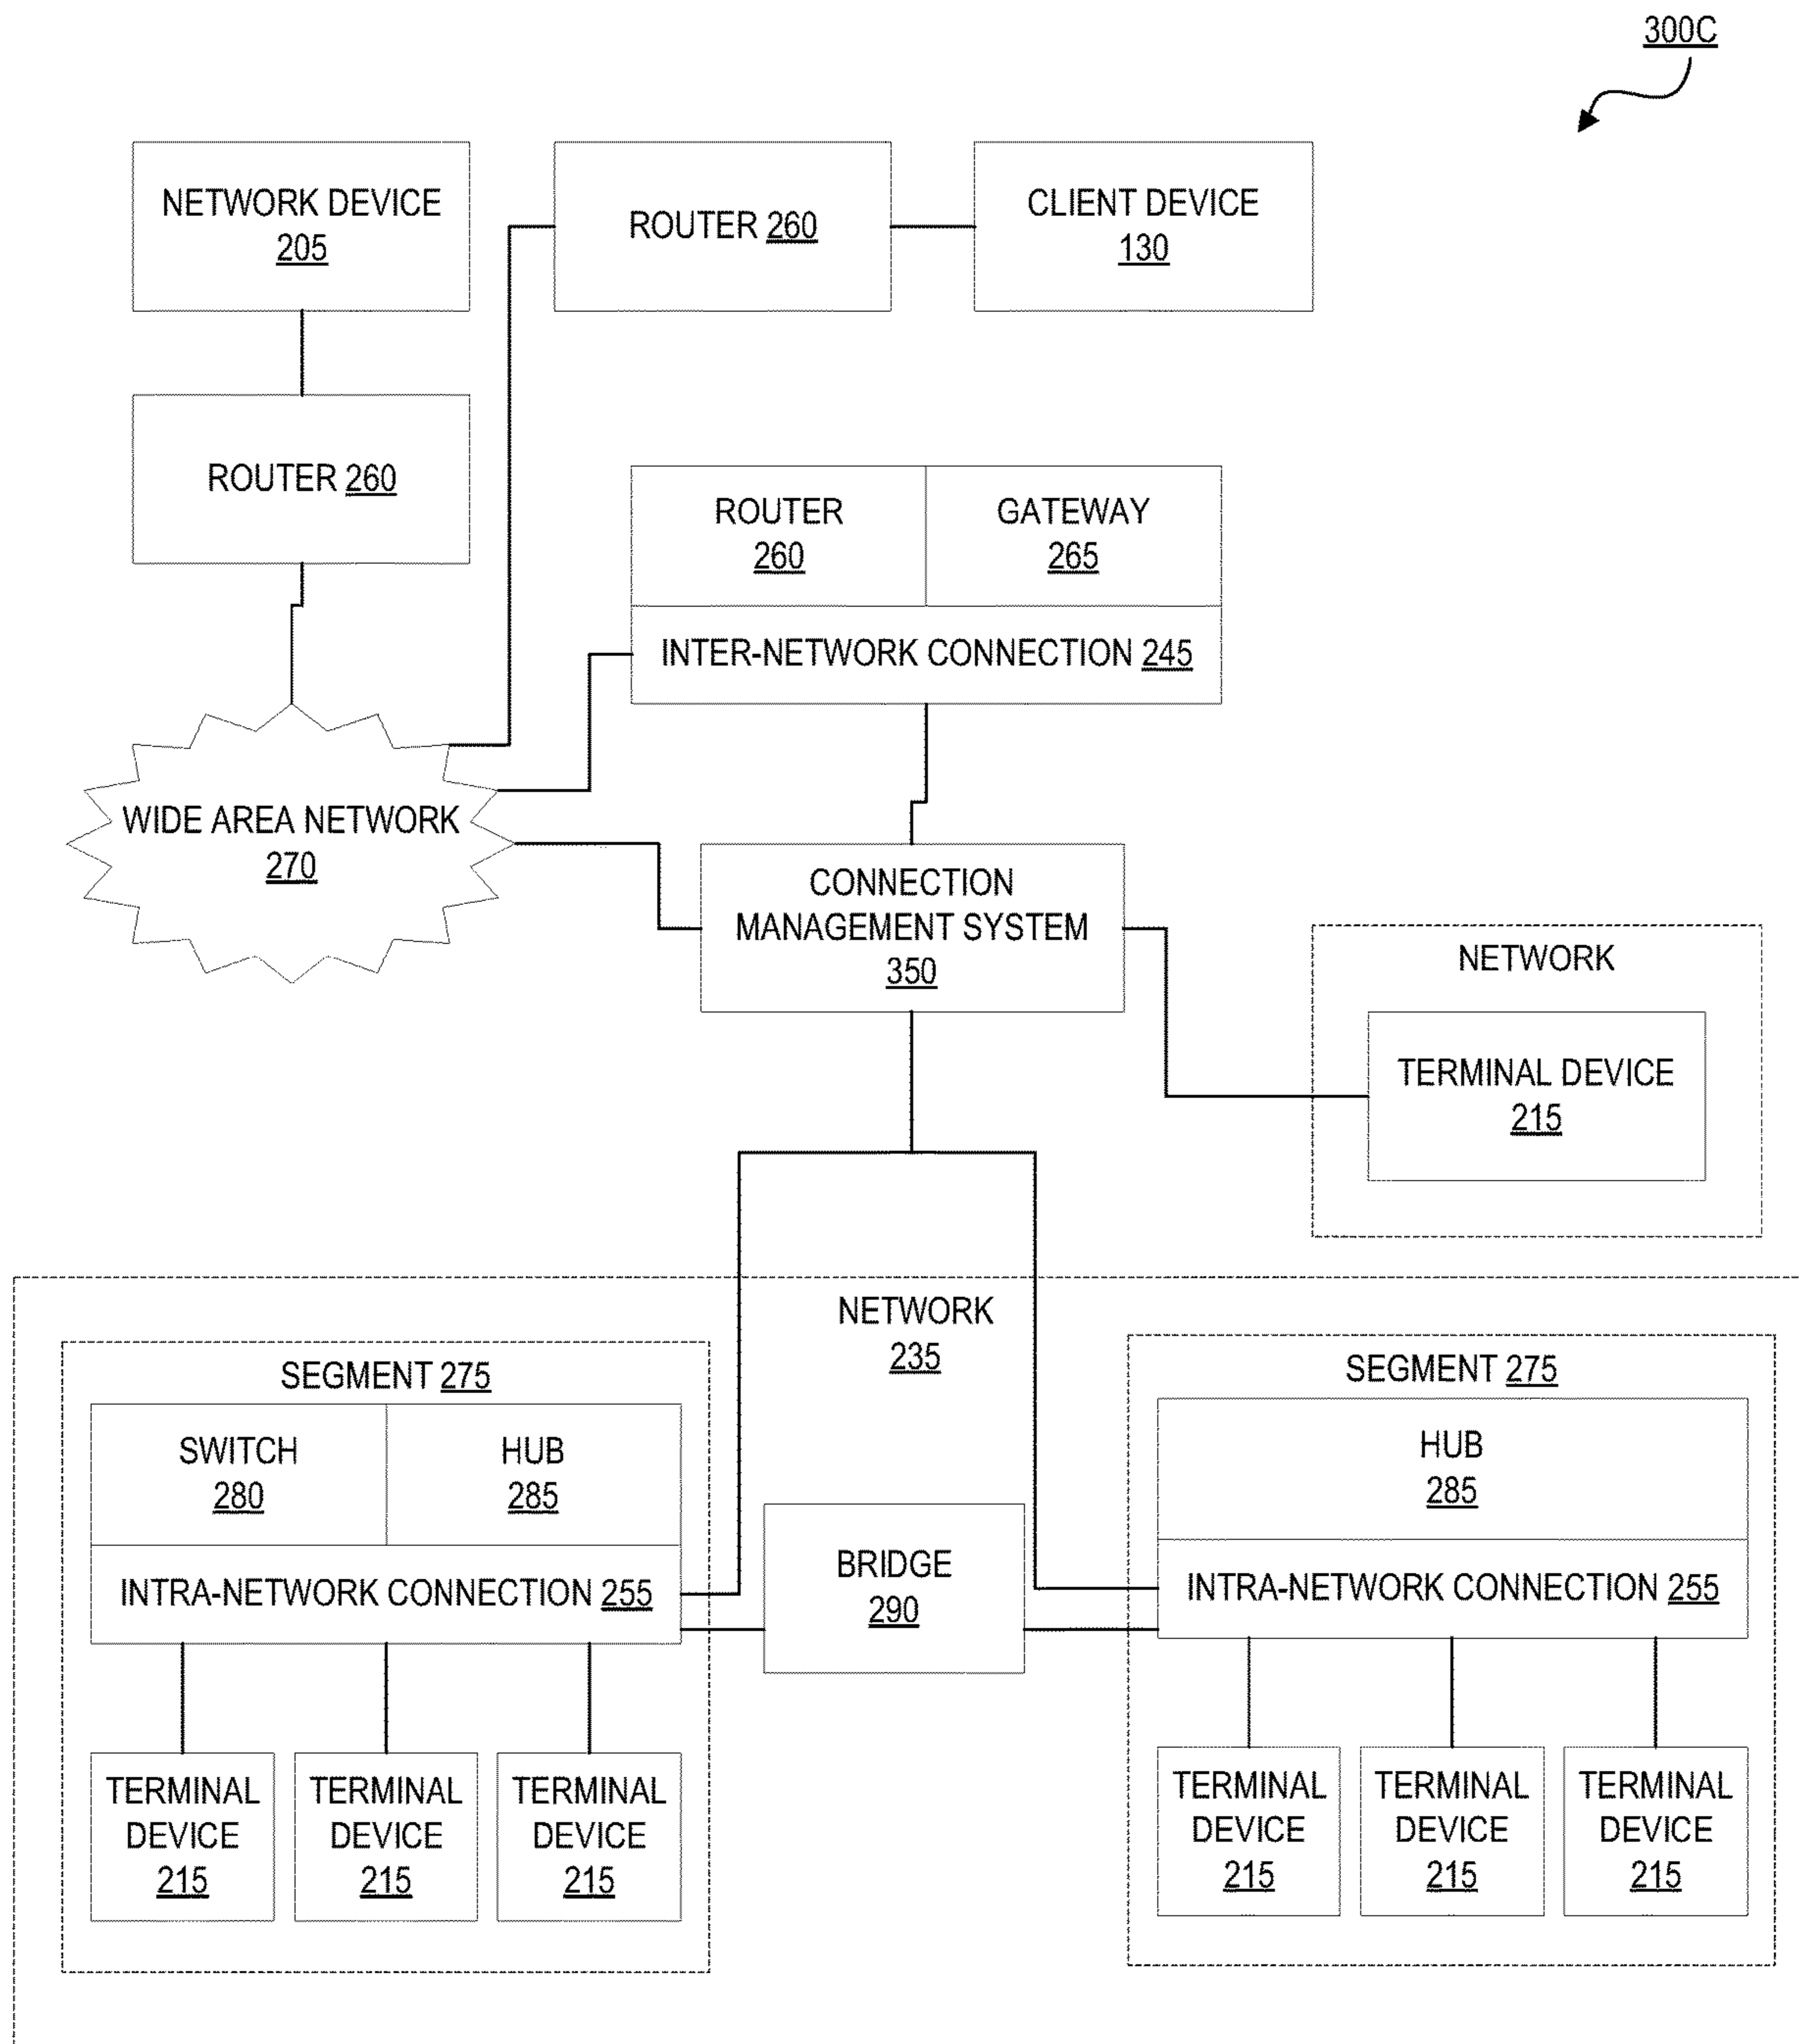 300C
NETWORK DEVICE
205
ROUTER 260
CLIENT DEVICE
130
ROUTER 260
ROUTER
260
GATEWAY
265
INTER-NETWORK CONNECTION 245
WIDE AREA NETWORK
270
CONNECTION
MANAGEMENT SYSTEM
350
NETWORK
TERMINAL DEVICE
215
NETWORK
235
SEGMENT 275
SWITCH
280
HUB
285
INTRA-NETWORK CONNECTION 255
TERMINAL
DEVICE
215
TERMINAL
DEVICE
215
TERMINAL
DEVICE
215
BRIDGE
290
SEGMENT 275
HUB
285
INTRA-NETWORK CONNECTION 255
TERMINAL
DEVICE
215
TERMINAL
DEVICE
215
TERMINAL
DEVICE
215